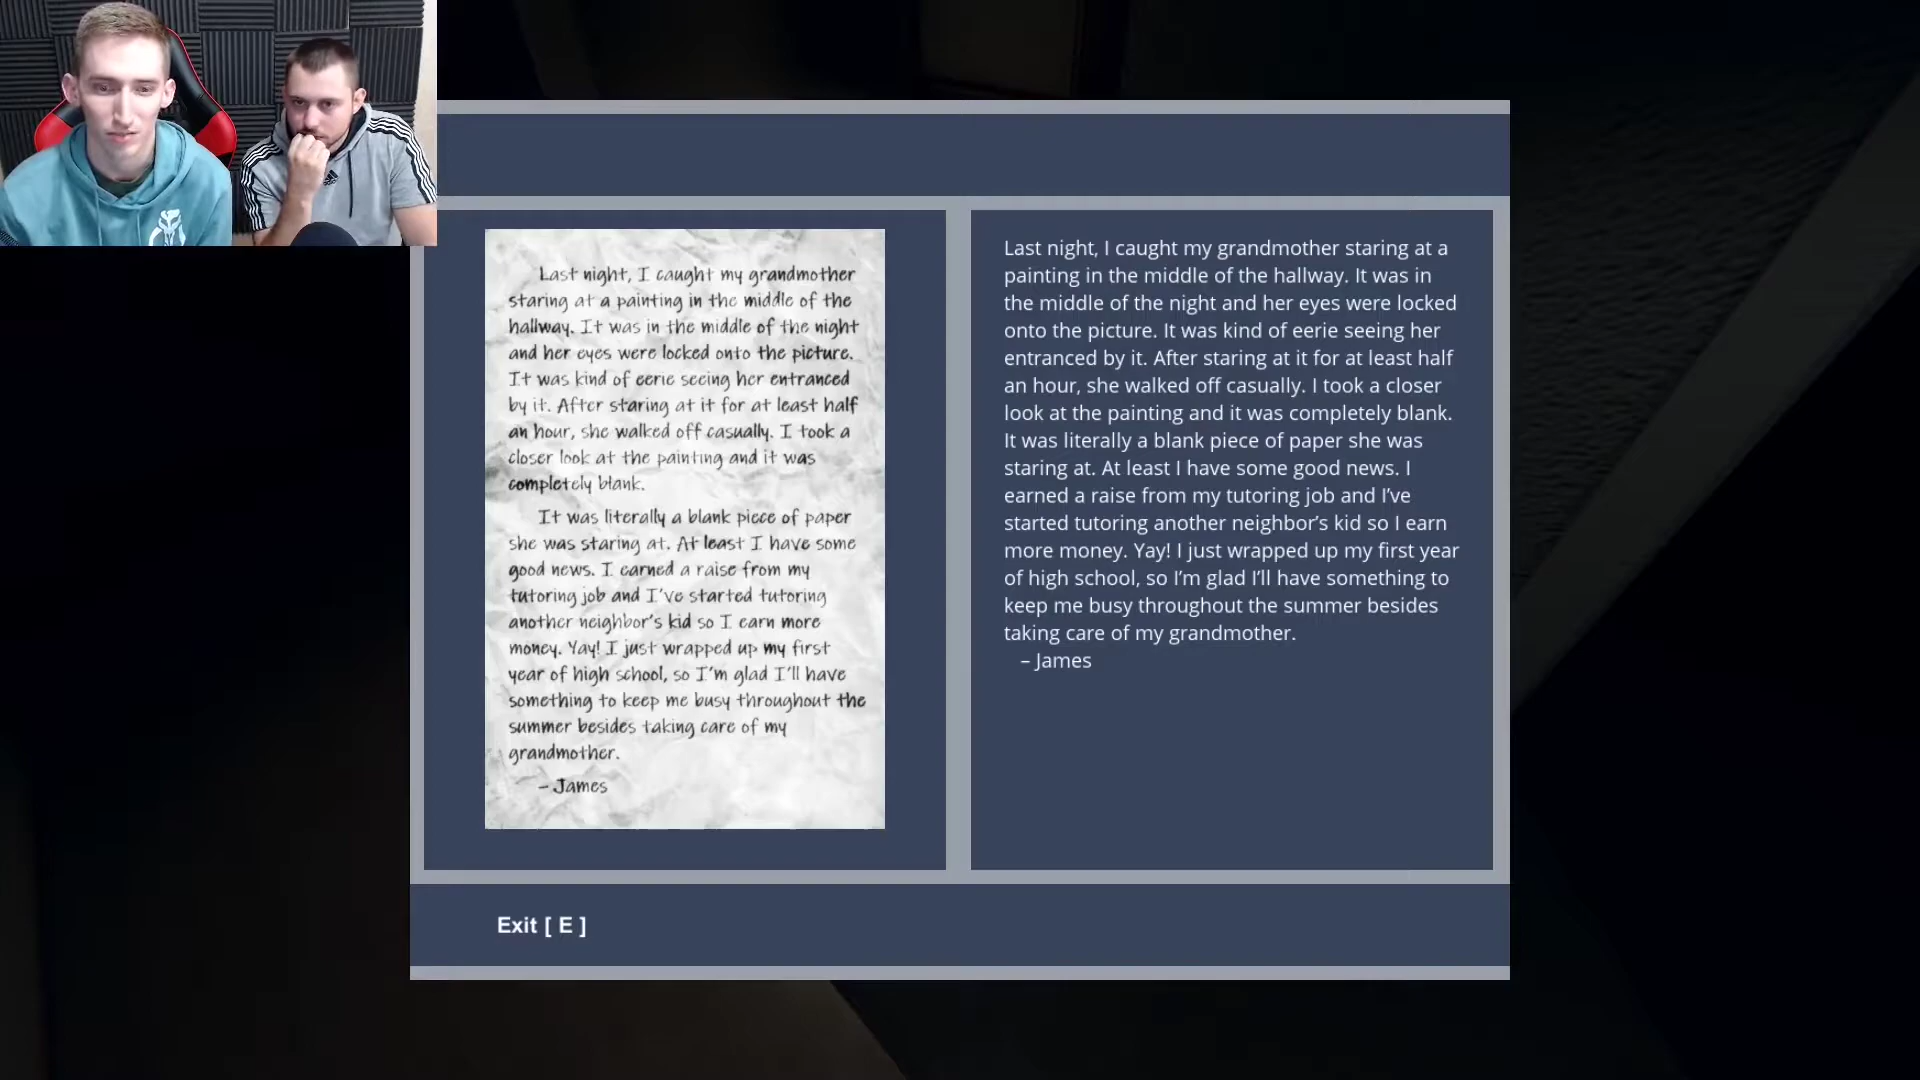 Last night, I caught my grandmother
staring at a painting in the middle of the
hallway. It was in the middle of the night
and her eyes were locked onto the picture.
It was kind of eerie seeing her entranced
by it. After staring at it for at least half
an hour, she walked off casually. I took a
closer look at the painting and it was
completely blank.
It was literally a blank piece of paper
she was staring at. At least I have some
good news. I earned a raise from my
tutoring job and I've started tutoring
another neighbor's kid so I earn more
money. Yay! I just wrapped up my first
year of high school, so I'm glad I'll have
something to keep me busy throughout the
summer besides taking care of my
grandmother.
– James
Last night, I caught my grandmother staring at a
painting in the middle of the hallway. It was in
the middle of the night and her eyes were locked
onto the picture. It was kind of eerie seeing her
entranced by it. After staring at it for at least half
an hour, she walked off casually. I took a closer
look at the painting and it was completely blank.
It was literally a blank piece of paper she was
staring at. At least I have some good news. I
earned a raise from my tutoring job and I’ve
started tutoring another neighbor’s kid so I earn
more money. Yay! I just wrapped up my first year
of high school, so I’m glad I’ll have something to
keep me busy throughout the summer besides
taking care of my grandmother.
– James
Exit [ E ]